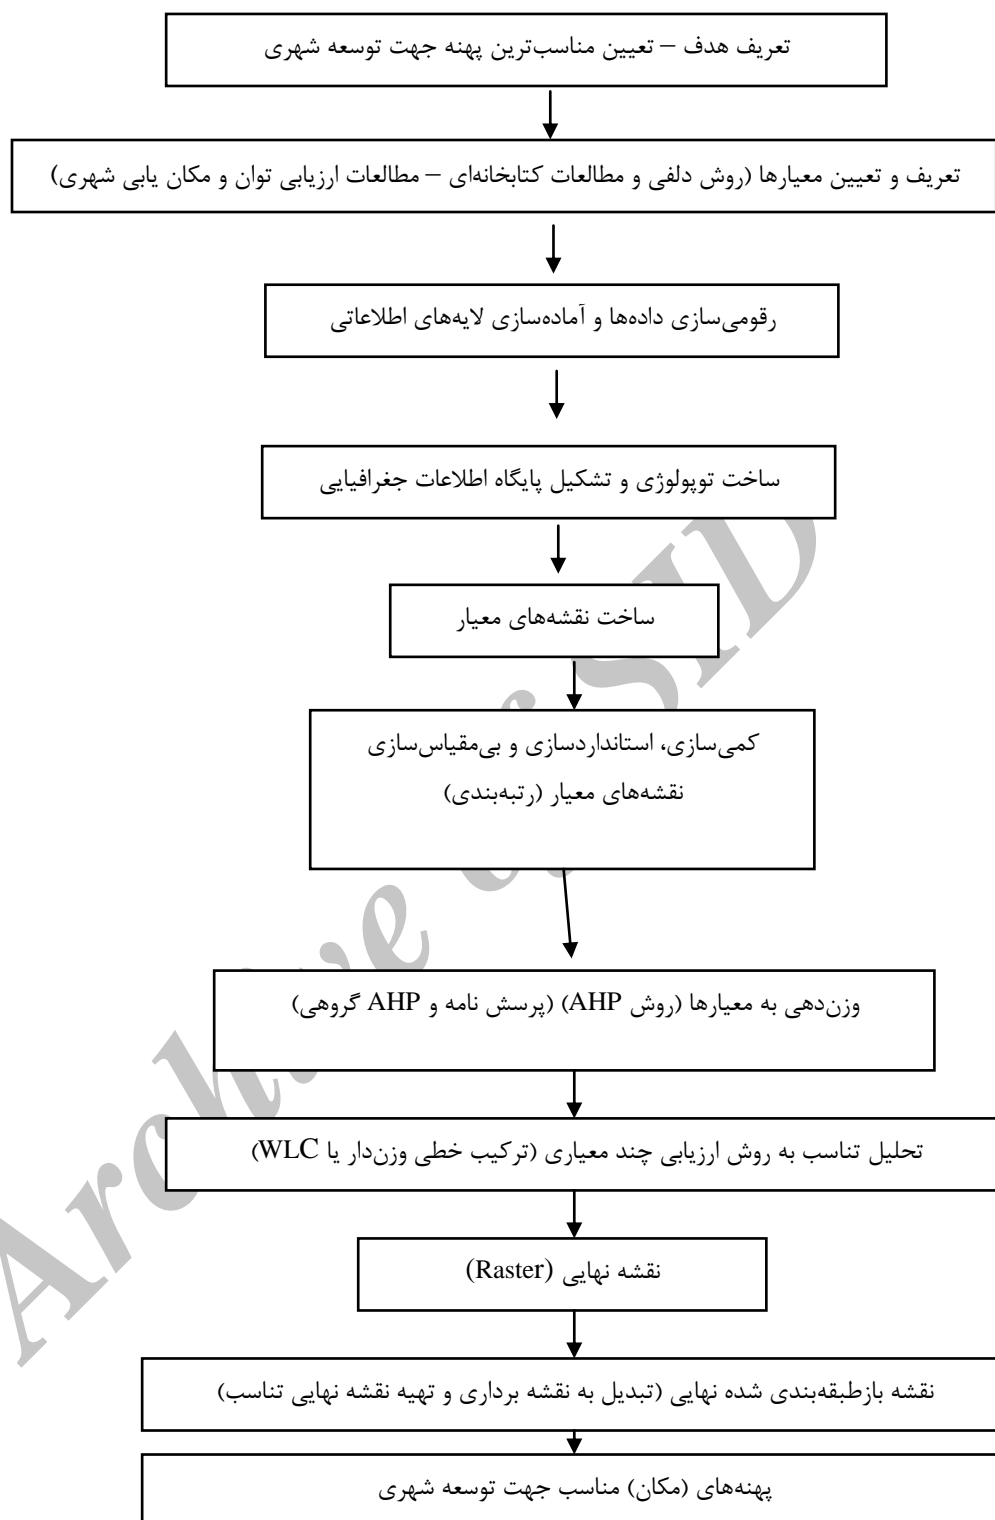 تعریف هدف – تعیین مناسب‌ترین پهنه جهت توسعه شهری
تعریف و تعیین معیارها (روش دلفی و مطالعات کتابخانه‌ای – مطالعات ارزیابی توان و مکان یابی شهری)
رقومی‌سازی داده‌ها و آماده‌سازی لایه‌های اطلاعاتی
ساخت توپولوژی و تشکیل پایگاه اطلاعات جغرافیایی
ساخت نقشه‌های معیار
کمی‌سازی، استانداردسازی و بی‌مقیاس‌سازی
نقشه‌های معیار (رتبه‌بندی)
وزن‌دهی به معیارها (روش AHP) (پرسش نامه و AHP گروهی)
تحلیل تناسب به روش ارزیابی چند معیاری (ترکیب خطی وزن‌دار یا WLC)
نقشه نهایی (Raster)
نقشه بازطبقه‌بندی شده نهایی (تبدیل به نقشه برداری و تهیه نقشه نهایی تناسب)
پهنه‌های (مکان) مناسب جهت توسعه شهری
Archive of SID